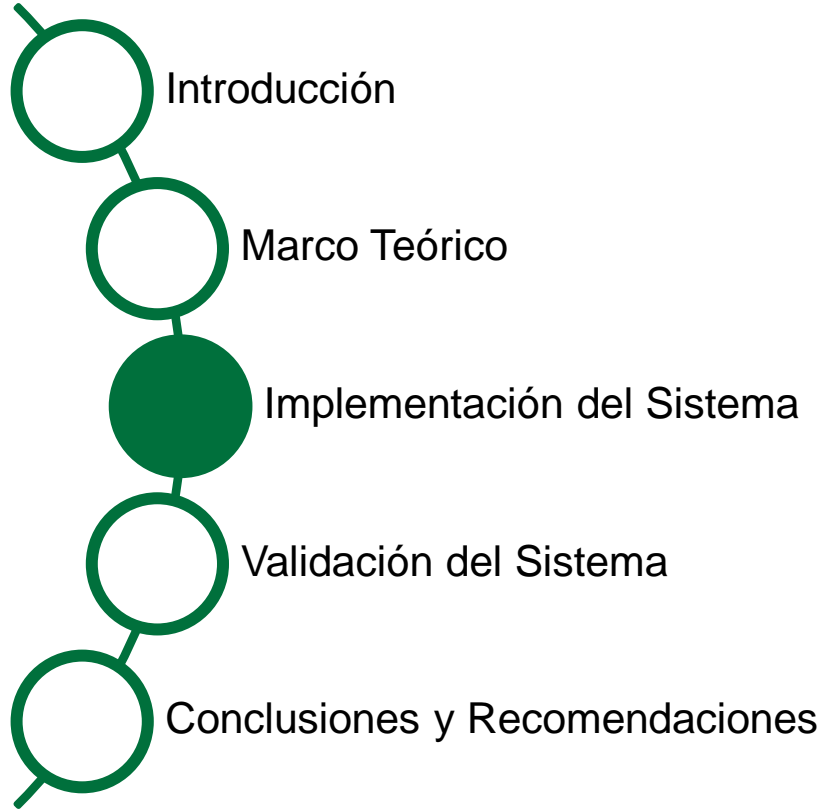 Introducción
Marco Teórico
Implementación del Sistema
Validación del Sistema
Conclusiones y Recomendaciones